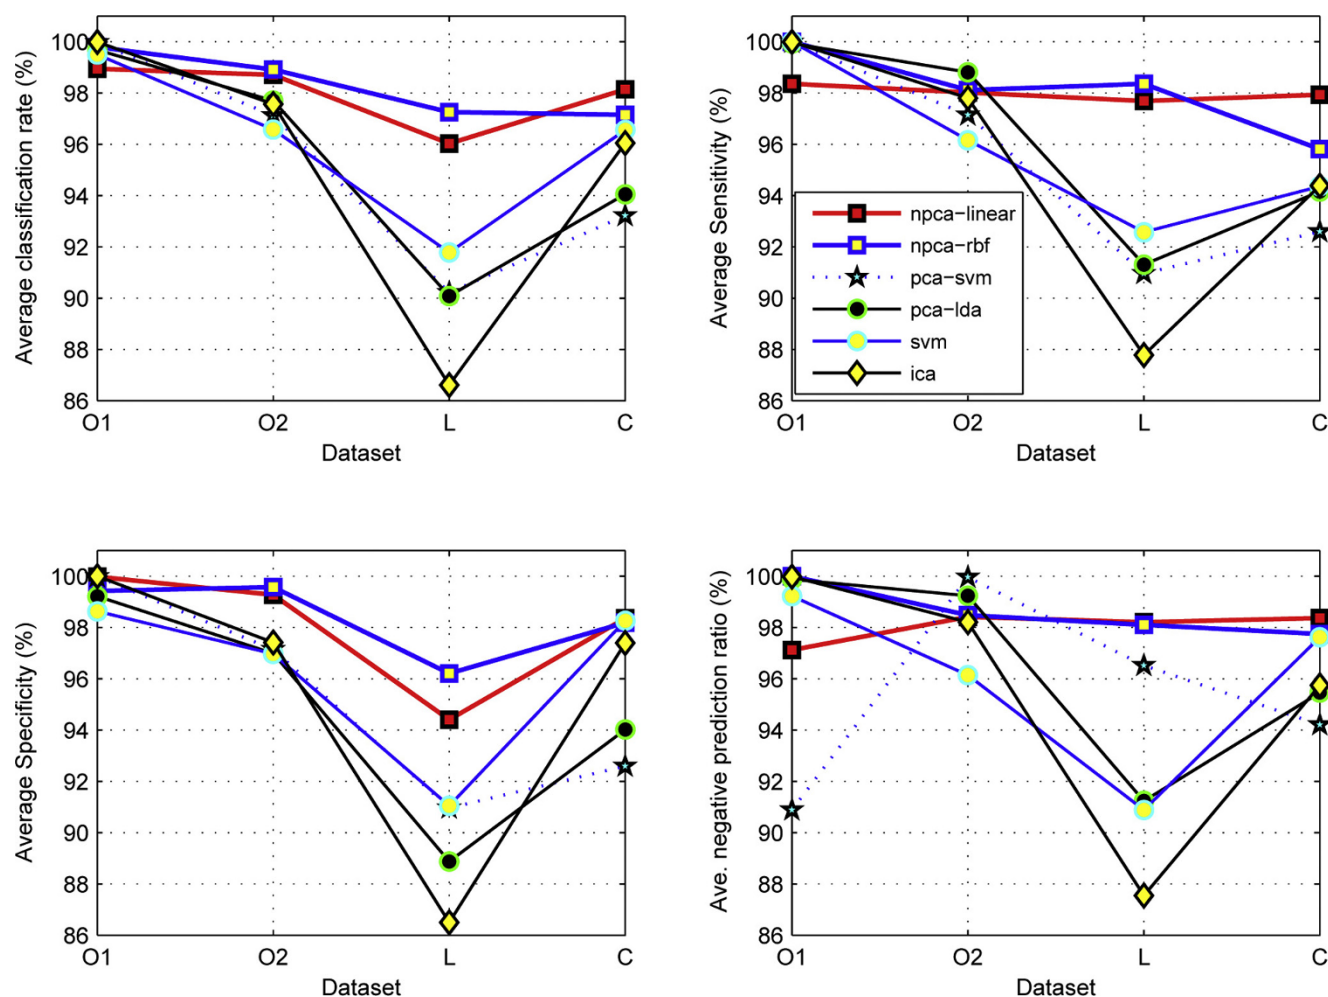 Average classification rate (%)
100
98
96
94
92
90
88
86
O1 O2 L C
Dataset
Average Sensitivity (%)
100
98
96
94
92
90
88
86
npca-linear
npca-rbf
pca-svm
pca-lda
svm
ica
O1 O2 L C
Dataset
Average Specificity (%)
100
98
96
94
92
90
88
86
O1 O2 L C
Dataset
Ave. negative prediction ratio (%)
100
98
96
94
92
90
88
86
O1 O2 L C
Dataset